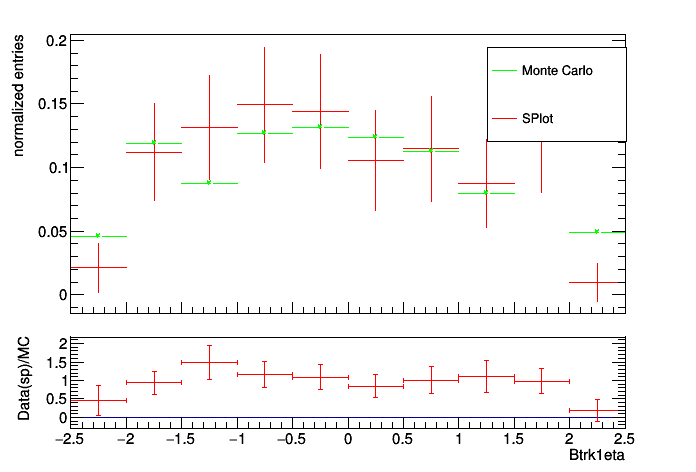 normalized entries
0.2
0.15
0.1
0.05
0
Monte Carlo
SPlot
Data(sp)/MC
2
1.5
1
0.5
0
−2.5 −2 −1.5 −1 −0.5 0 0.5 1 1.5 2 2.5
Btrk1eta